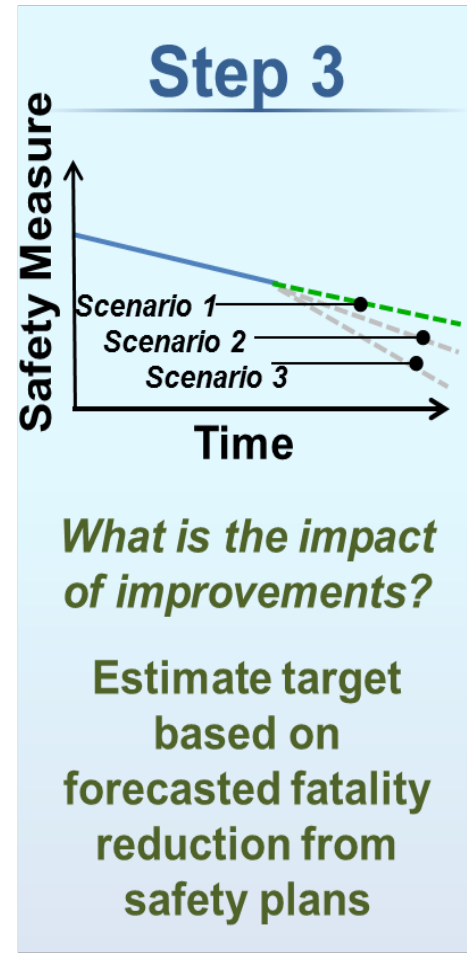 Step 3
Safety Measure
Scenario 1
Scenario 2
Scenario 3
Time
What is the impact
of improvements?
Estimate target
based on
forecasted fatality
reduction from
safety plans